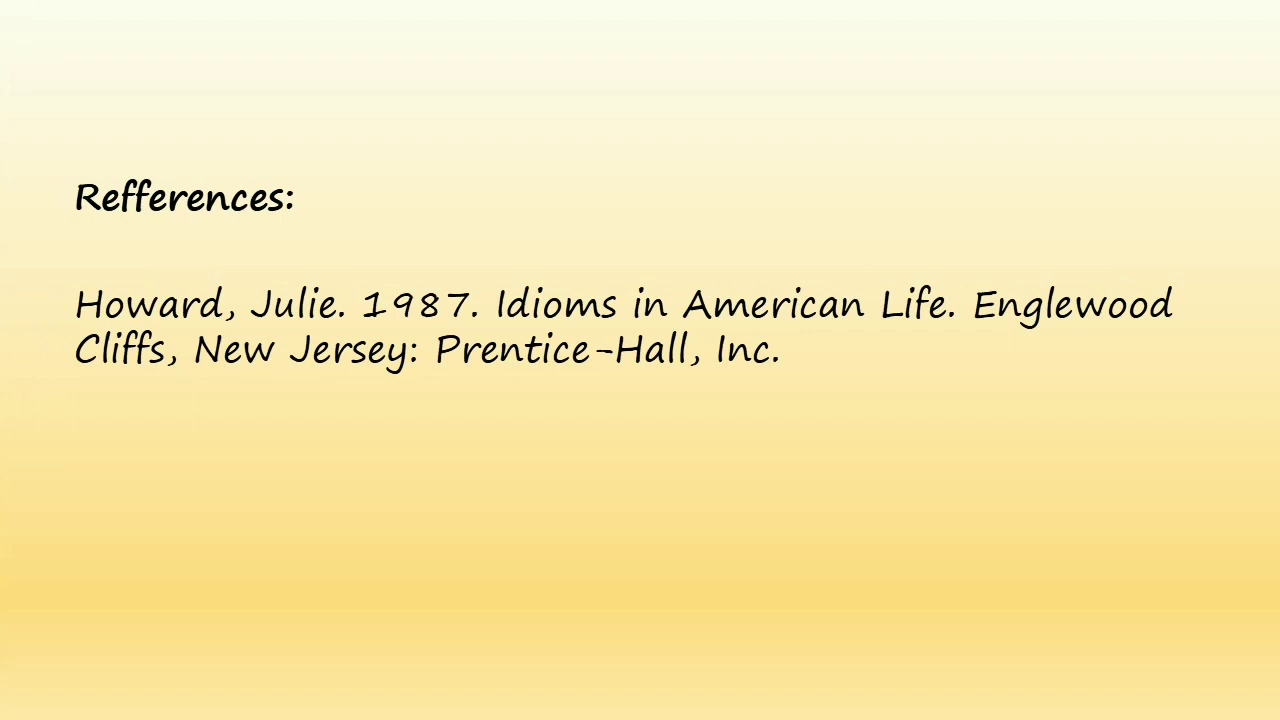 Refferences:
Howard, Julie. 1987. Idioms in American Life. Englewood
Cliffs, New Jersey: Prentice-Hall, Inc.